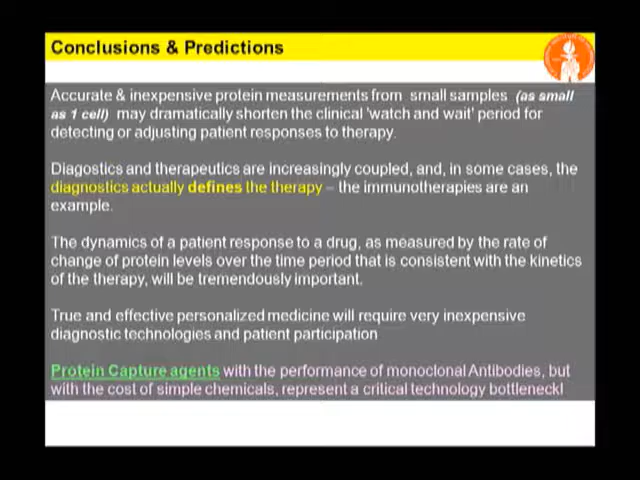 Conclusions & Predictions
Accurate & inexpensive protein measurements from small samples (as small
as 1 cell) may dramatically shorten the clinical 'watch and wait' period for
detecting or adjusting patient responses to therapy.
Diagostics and therapeutics are increasingly coupled, and, in some cases, the
diagnostics actually defines the therapy – the immunotherapies are an
example.
The dynamics of a patient response to a drug, as measured by the rate of
change of protein levels over the time period that is consistent with the kinetics
of the therapy, will be tremendously important.
True and effective personalized medicine will require very inexpensive
diagnostic technologies and patient participation
Protein Capture agents with the performance of monoclonal Antibodies, but
with the cost of simple chemicals, represent a critical technology bottleneck!